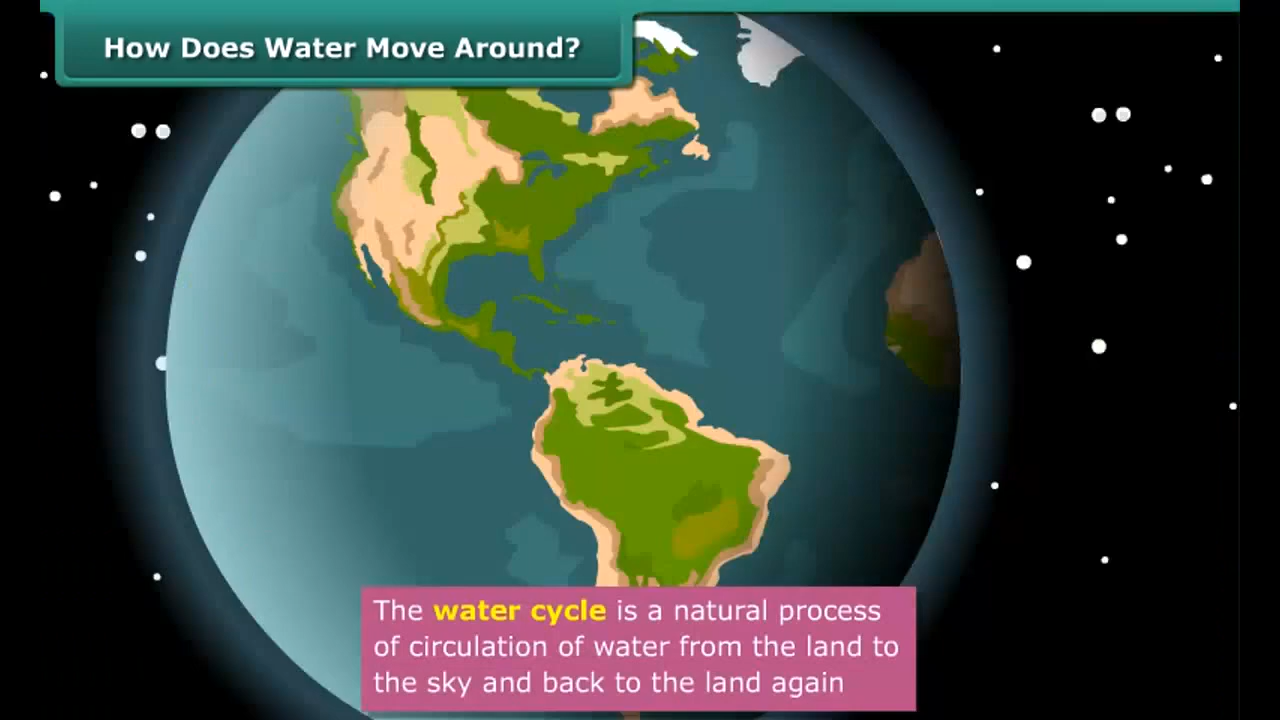 How Does Water Move Around?
The water cycle is a natural process
of circulation of water from the land to
the sky and back to the land again